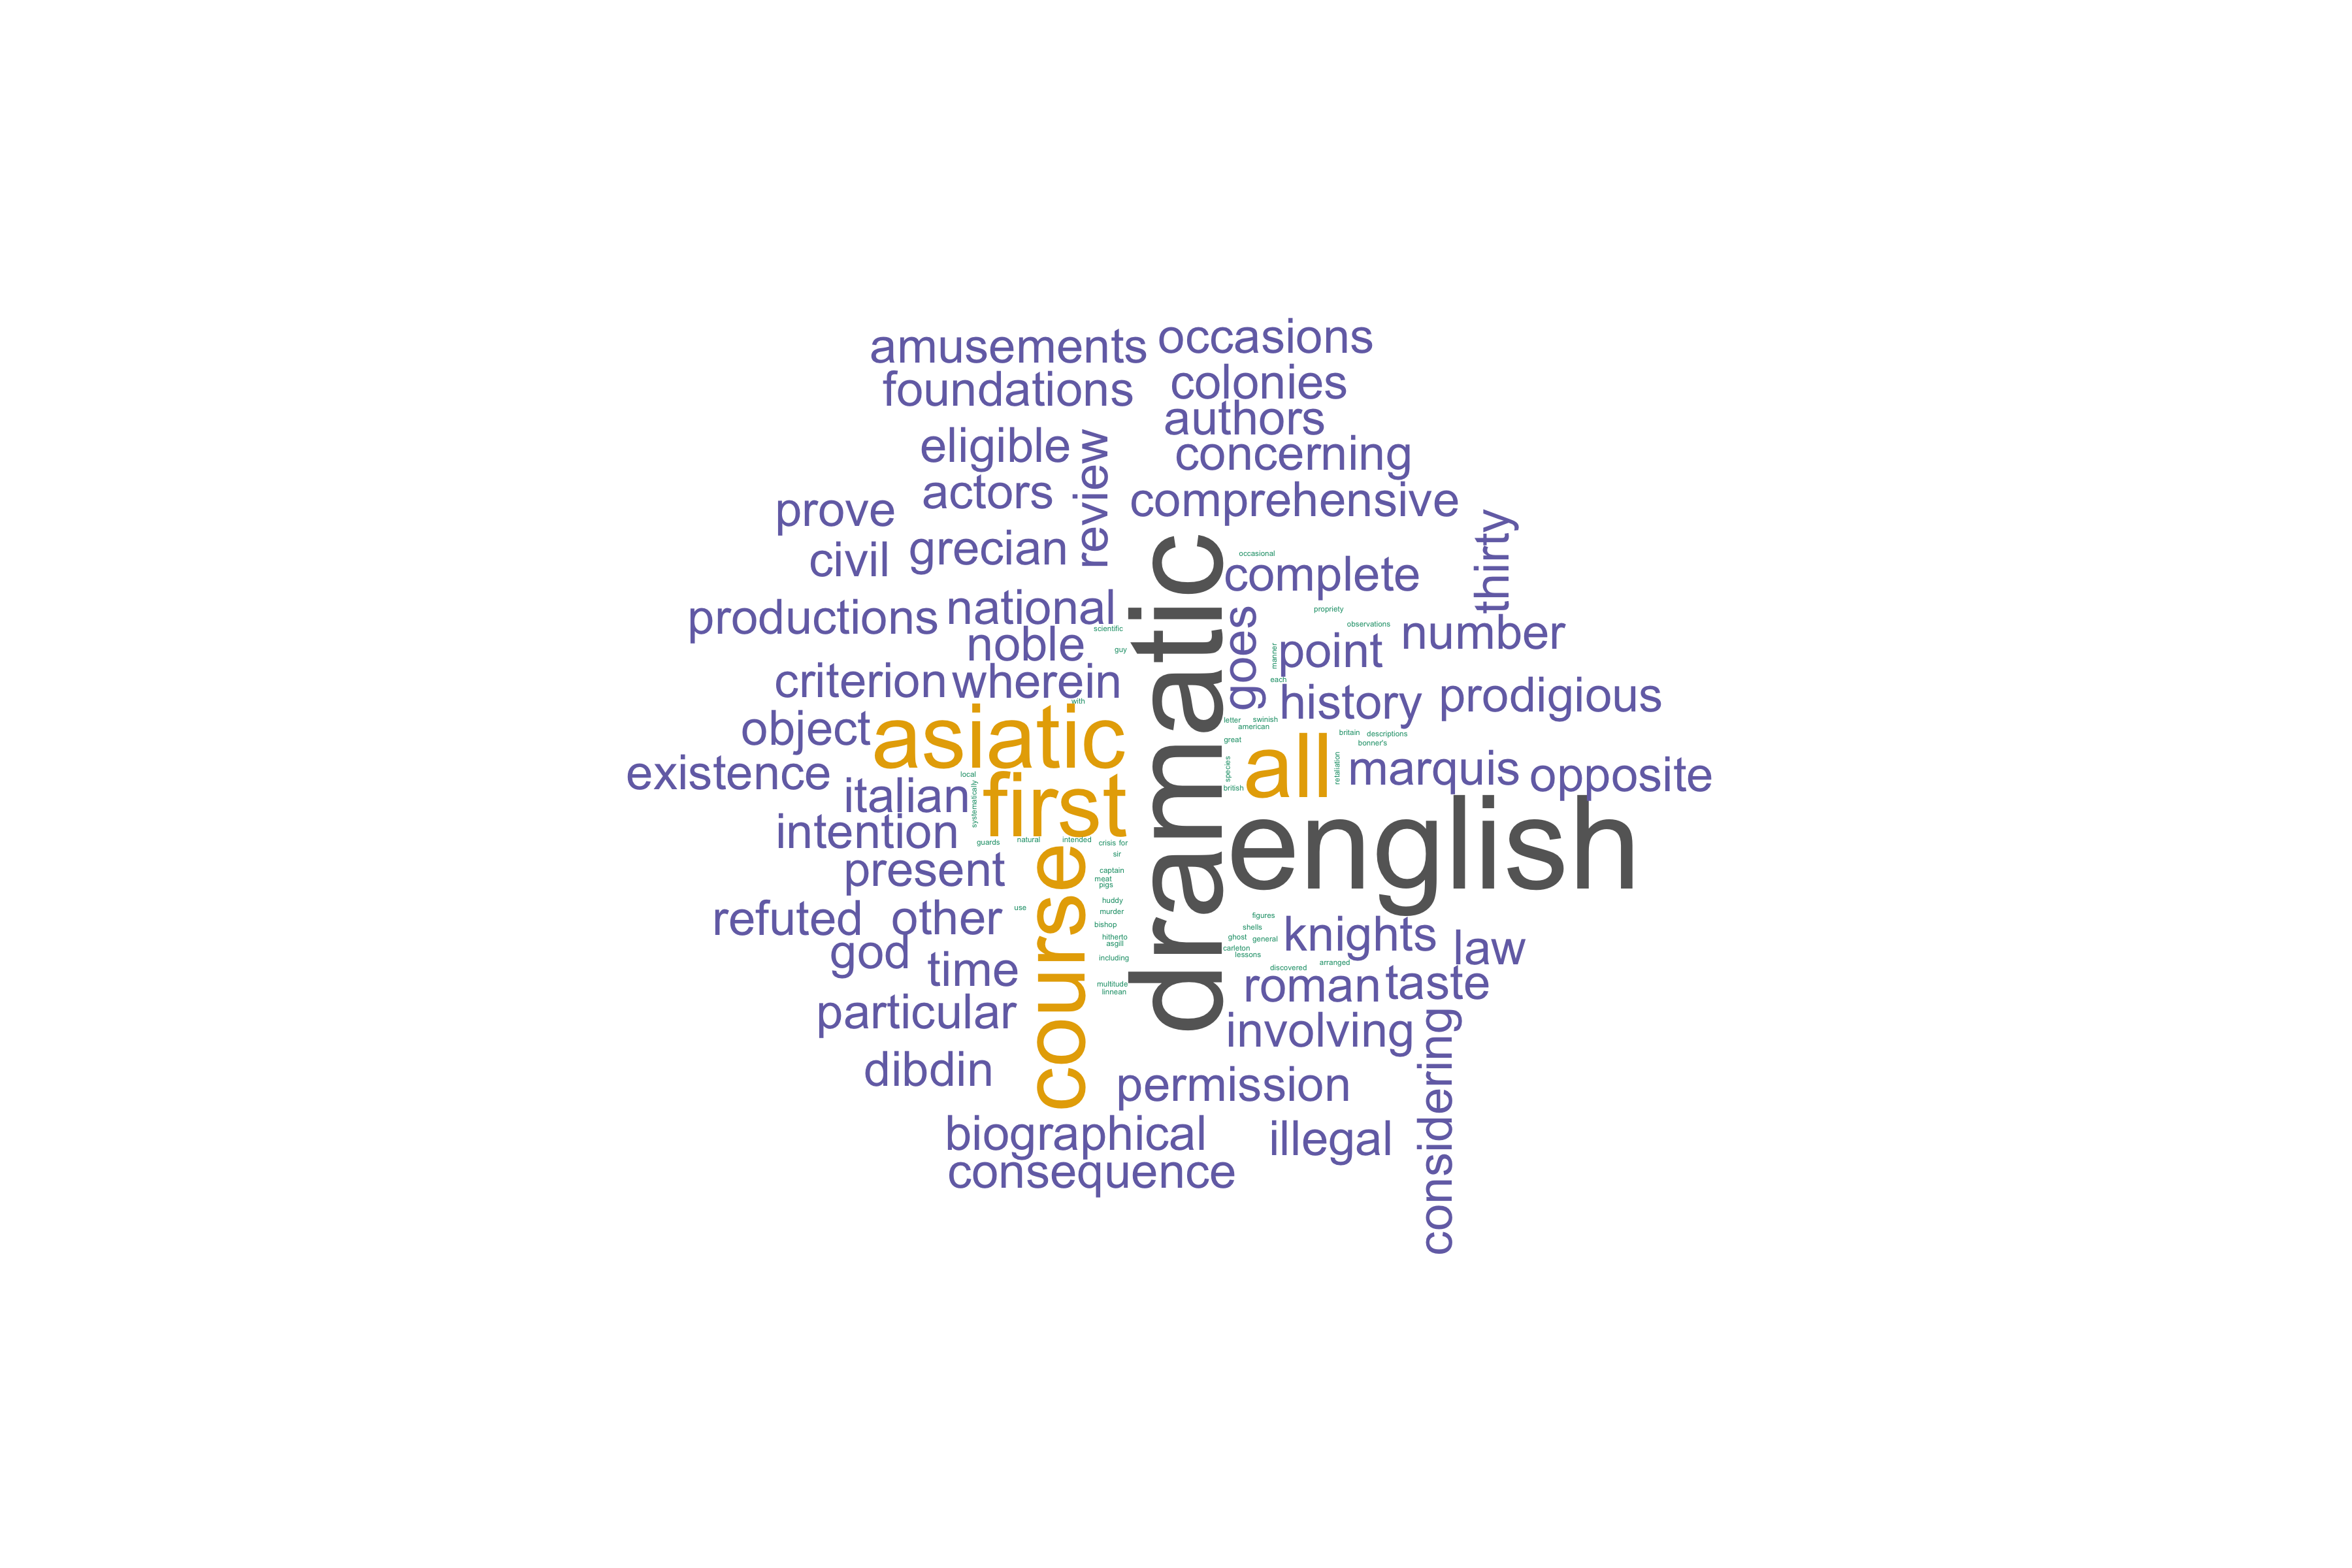 amusements
occasions
foundations
colonies
authors
eligible
review
concerning
actors
comprehensive
prove
thirty
civil
grecian
dramatic
occasional
complete
productions
national
goes
propriety
scientific
observations
number
noble
guy
manner
point
criterion
wherein
each
with
history
prodigious
object
asiatic
letter
swinish
american
great
all
britain
descriptions
bonner's
existence
local
italian
systematically
first
species
british
retaliation
marquis
opposite
intention
guards
natural
intended
crisis
for
sir
english
present
course
captain
meat
pigs
huddy
murder
refuted
other
use
bishop
hitherto
asgill
figures
shells
ghost
general
carleton
lessons
knights
law
god
time
including
discovered
arranged
multitude
linnean
roman
taste
particular
involving
considering
dibdin
permission
biographical
illegal
consequence